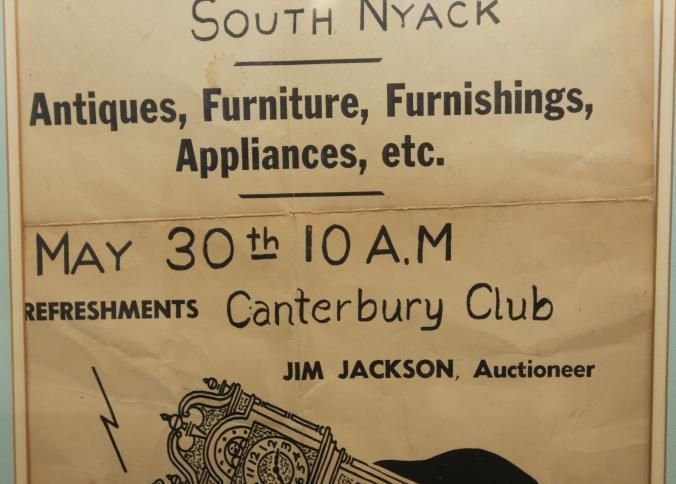 SOUTH NYACK
Antiques, Furniture, Furnishings,
Appliances, etc.
MAY 30th 10 A.M
REFRESHMENTS Canterbury Club
JIM JACKSON, Auctioneer